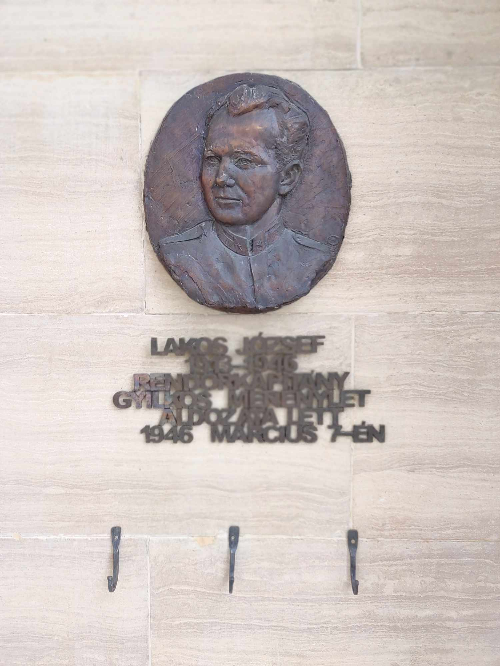 LAKOS JÓZSEF
RENDŐRKAPITÁNY
GYILKOS MERÉNYLET
ÁLDOZATA LETT
1946 MÁRCIUS 7-ÉN